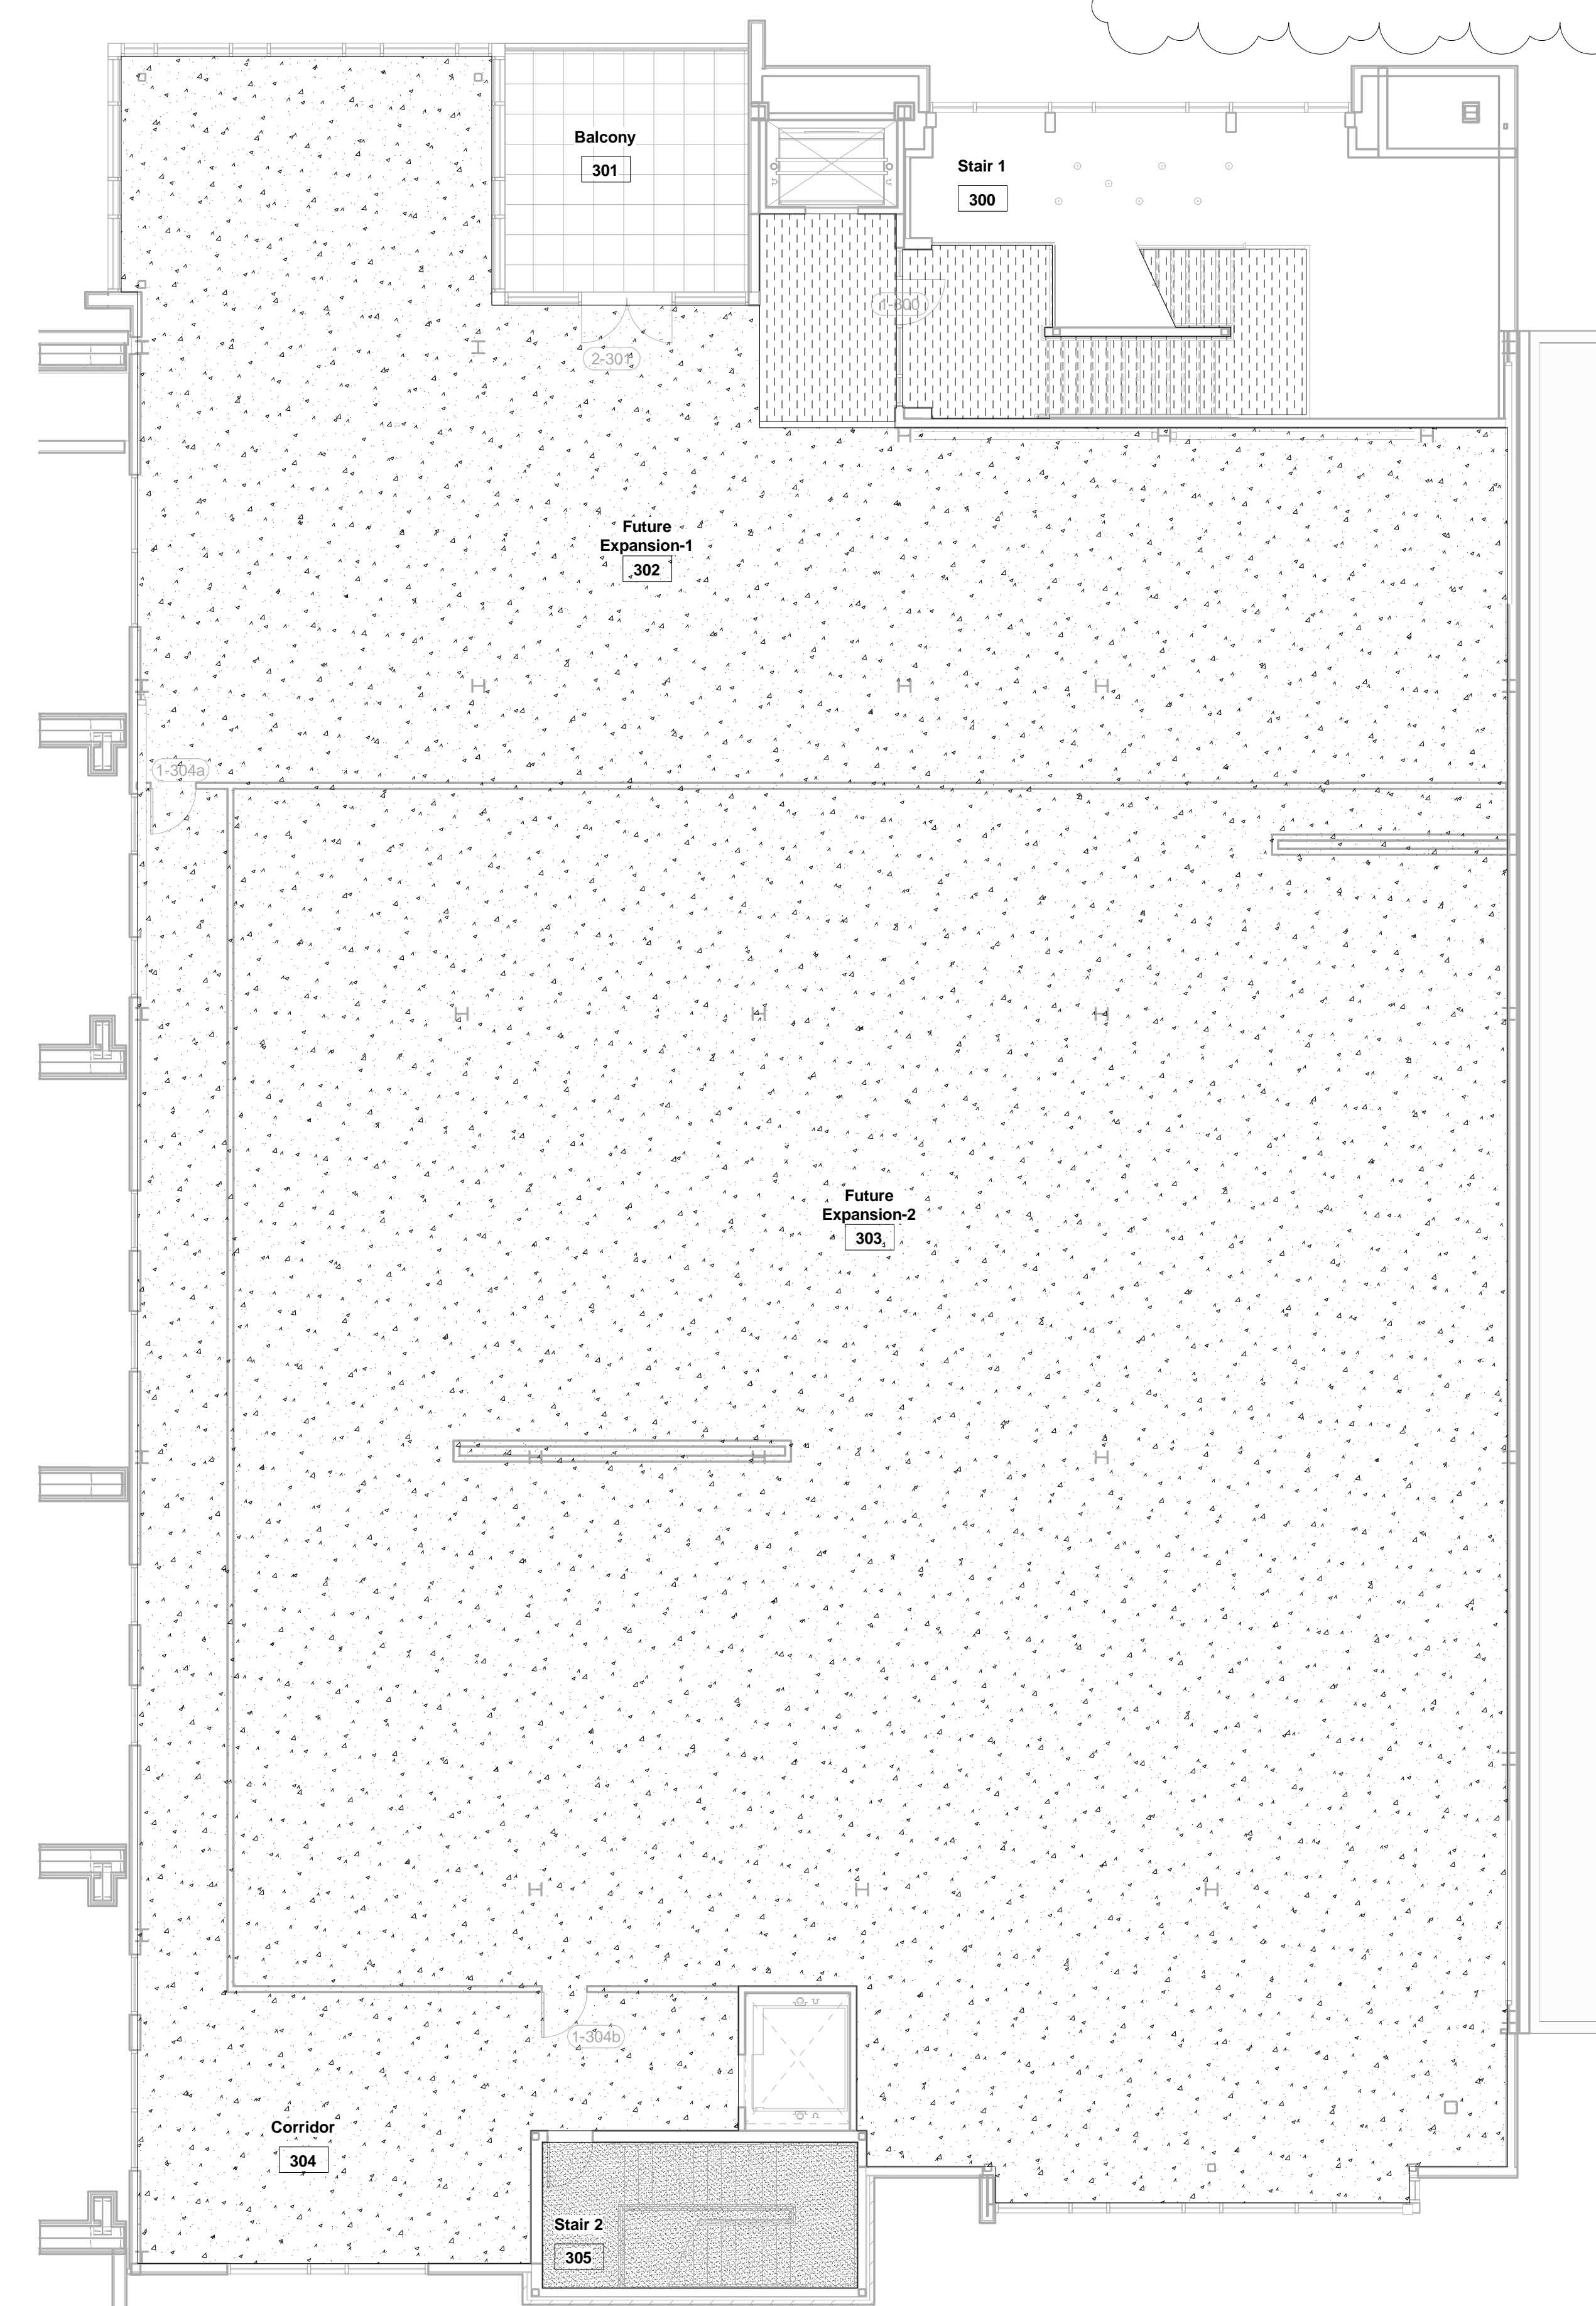 Balcony
301
Stair 1
300
1-300
2-301
Future
Expansion-1
302
1-304a
Future
Expansion-2
303
1-304b
Corridor
304
Stair 2
305